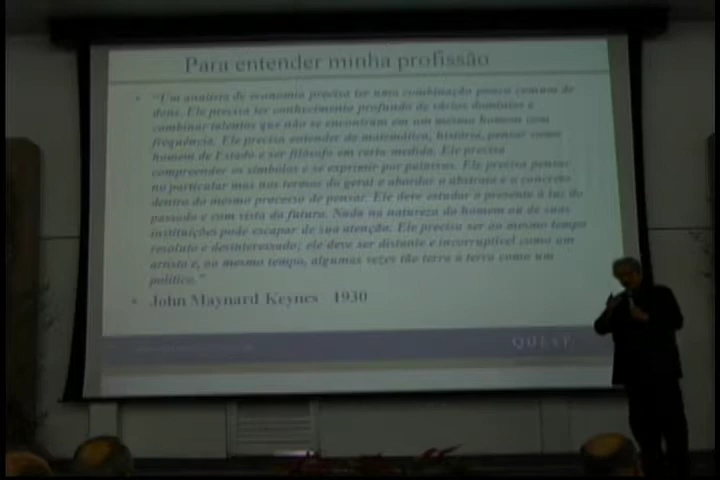 Para entender minha profissão
• "Um analista de economia precisa ter uma combinação pouco comum de
dons. Ele precisa ter conhecimento profundo de vários domínios e
combinar talentos que não se encontram em um mesmo homem com
frequência. Ele precisa entender de matemática, história, pensar como
homem de Estado e ser filósofo em certa medida. Ele precisa
compreender os símbolos e se exprimir por palavras. Ele precisa pensar
no particular mas nos termos do geral e abordar o abstrato e o concreto
dentro do mesmo processo de pensar. Ele deve estudar o presente à luz do
passado e com vista da futura. Nada na natureza do homem ou de suas
instituições pode escapar de sua atenção. Ele precisa ser ao mesmo tempo
resoluto e desinteressado; ele deve ser distante e incorruptível como um
artista e, ao mesmo tempo, algumas vezes tão terra a terra como um
político."
• John Maynard Keynes 1930
QUEST